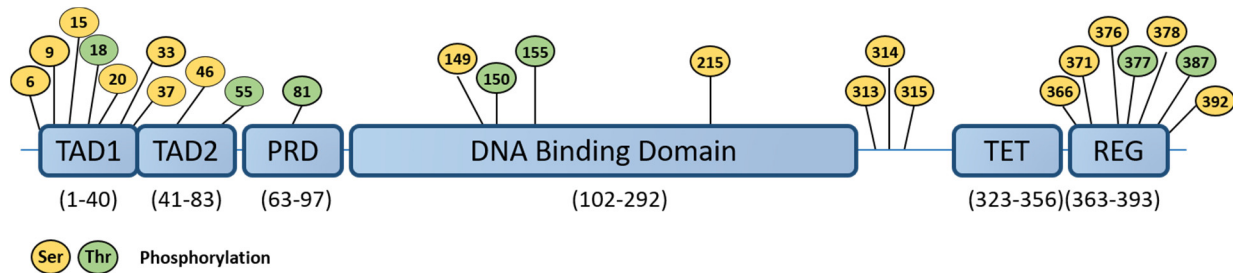 15 376 378
9 18 33 155 314
6 20 37 46 55 81 149 150 215 313 315 366 371 377 387 392
TAD1 TAD2 PRD DNA Binding Domain TET REG
(1-40) (41-83) (63-97) (102-292) (323-356)(363-393)
Ser Thr Phosphorylation